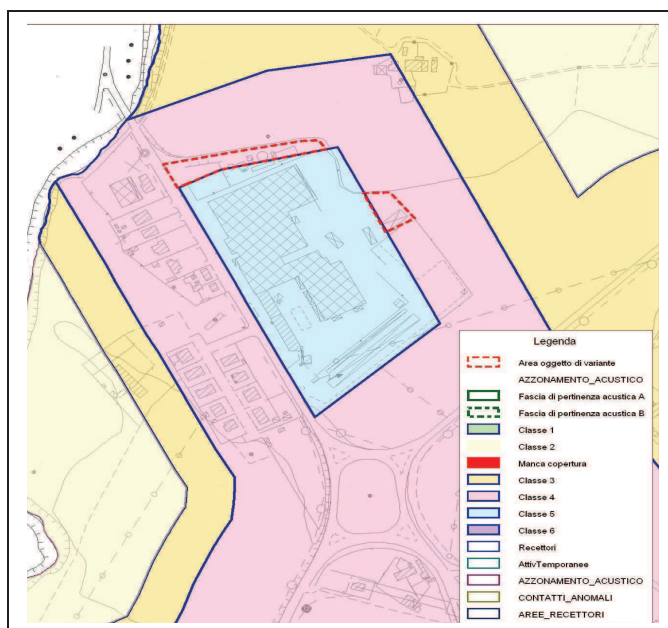 Legenda
Area oggetto di variante
AZZONAMENTO_ACUSTICO
Fascia di pertinenza acustica A
Fascia di pertinenza acustica B
Classe 1
Classe 2
Manca copertura
Classe 3
Classe 4
Classe 5
Classe 6
Recettori
AttivTemporanee
AZZONAMENTO_ACUSTICO
CONTATTI_ANOMALI
AREE_RECETTORI